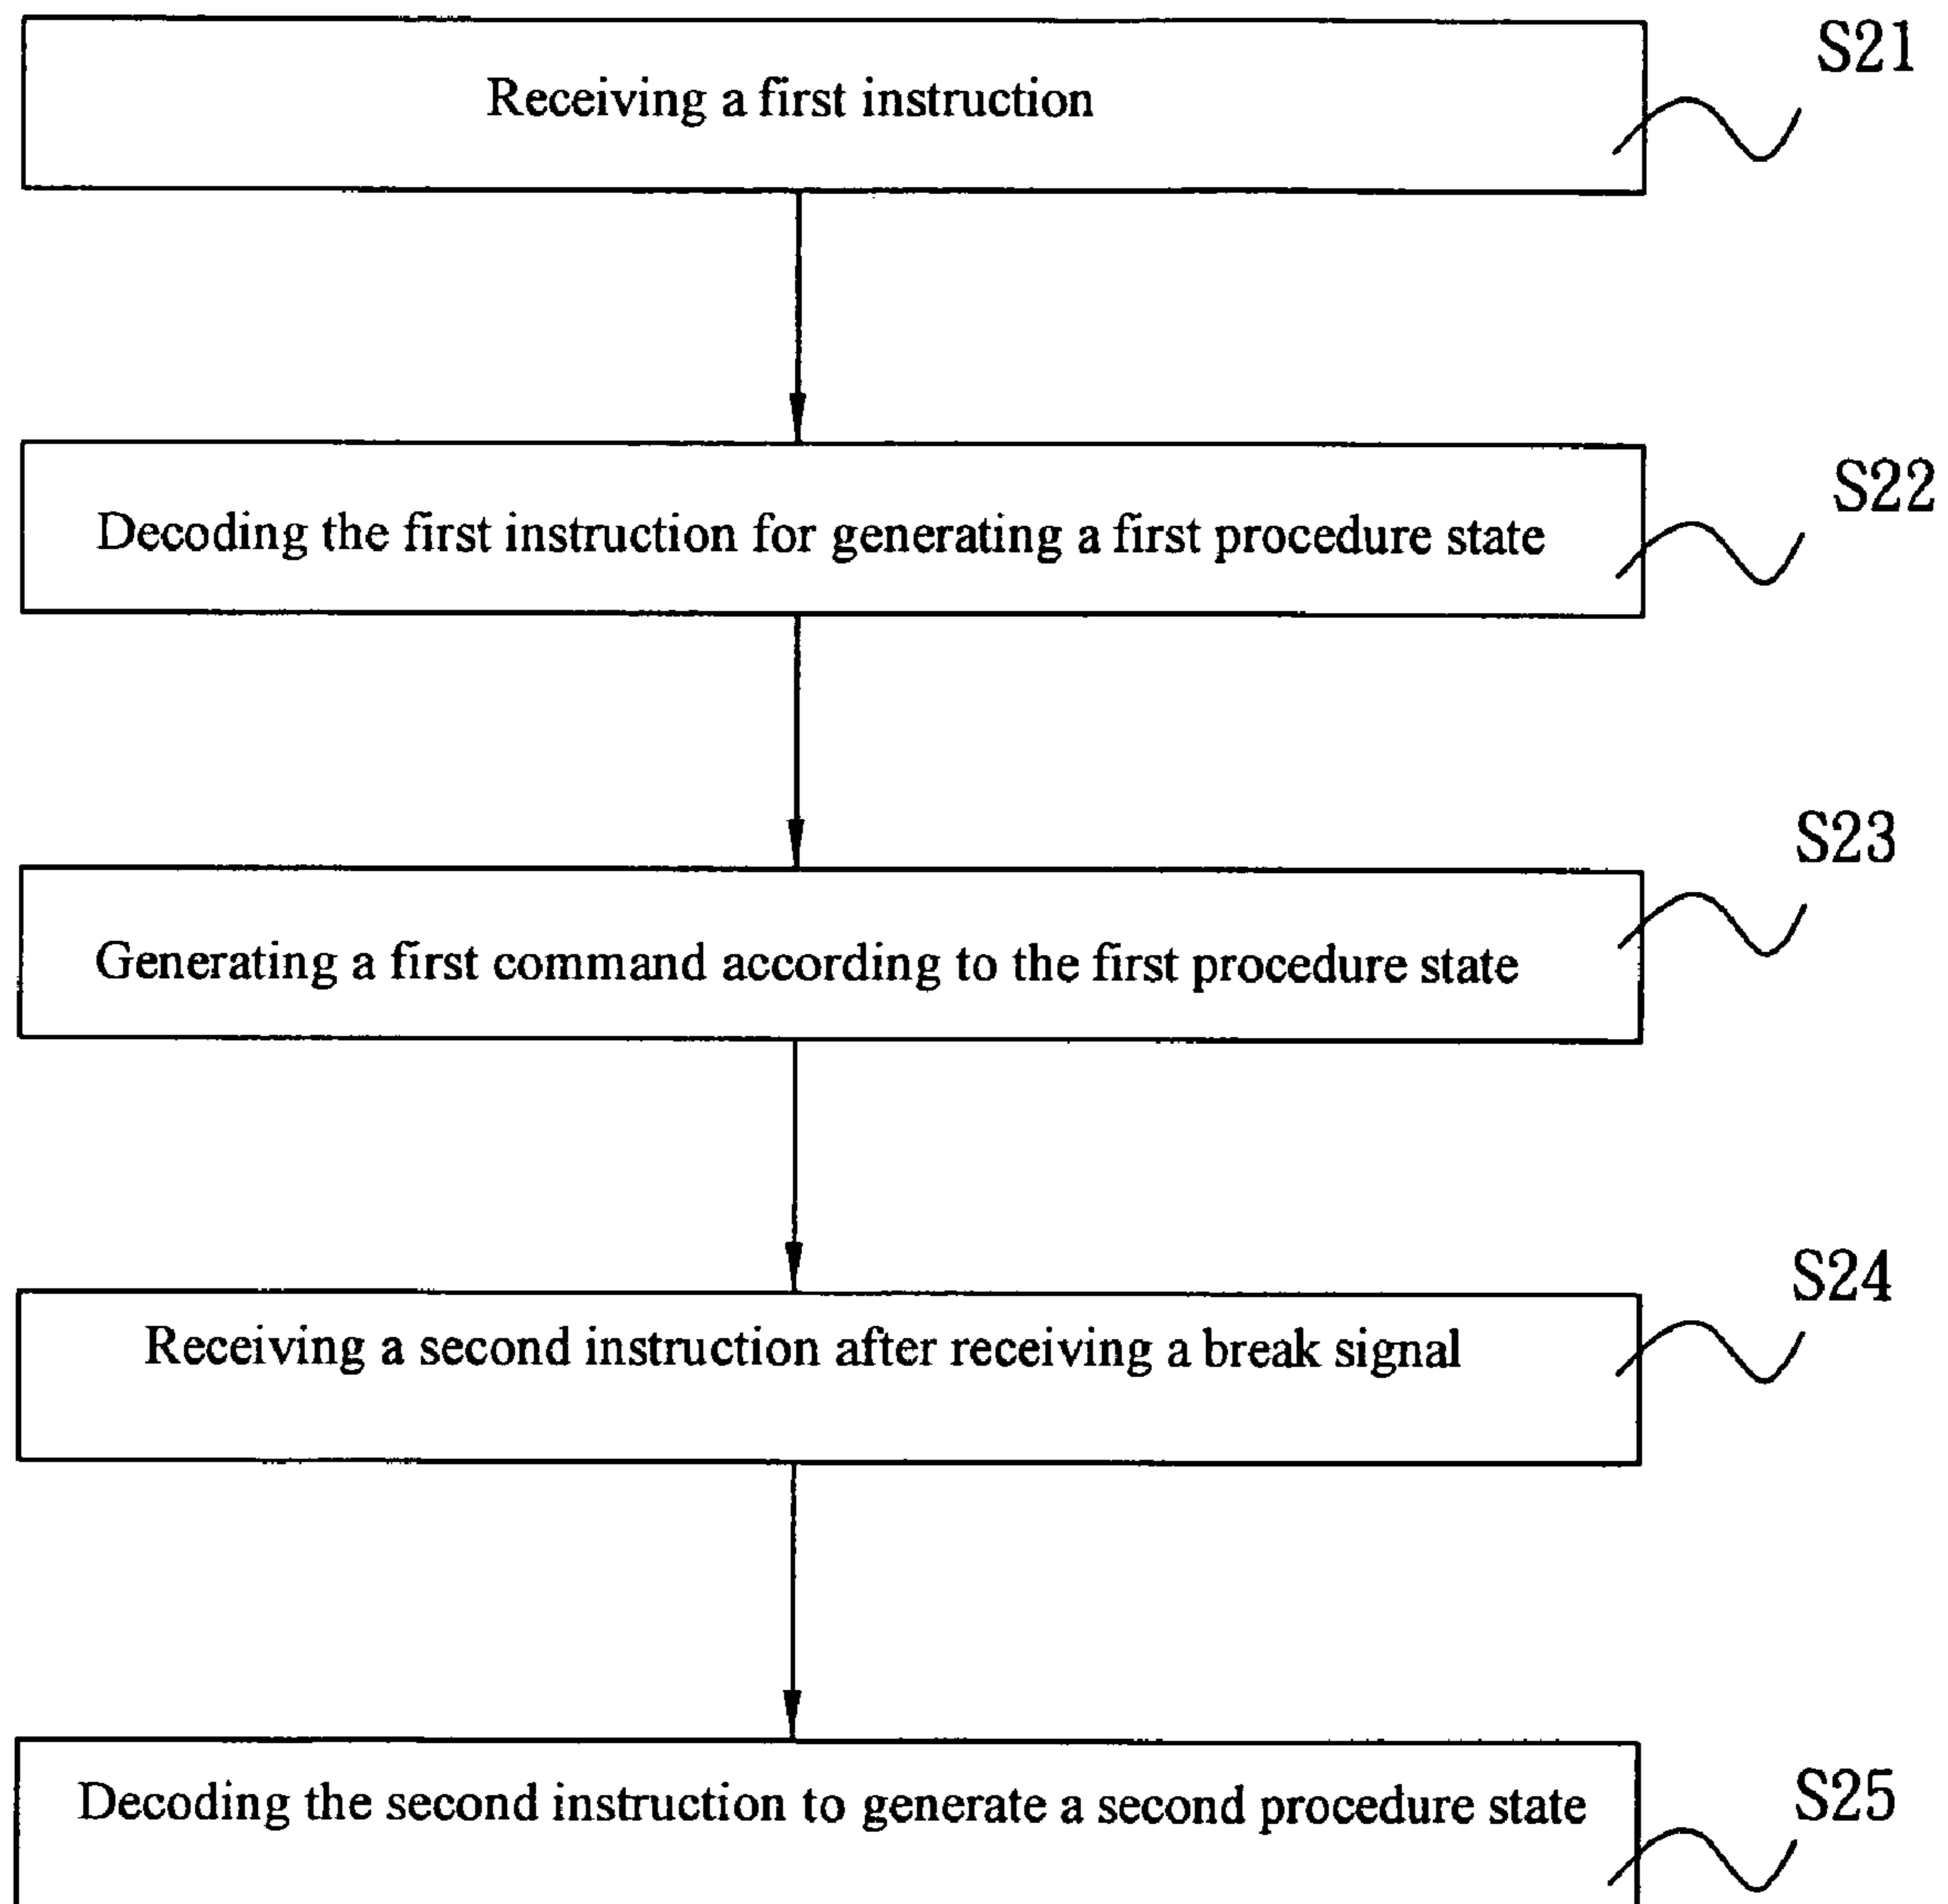 S21
Receiving a first instruction
S22
Decoding the first instruction for generating a first procedure state
S23
Generating a first command according to the first procedure state
S24
Receiving a second instruction after receiving a break signal
S25
Decoding the second instruction to generate a second procedure state